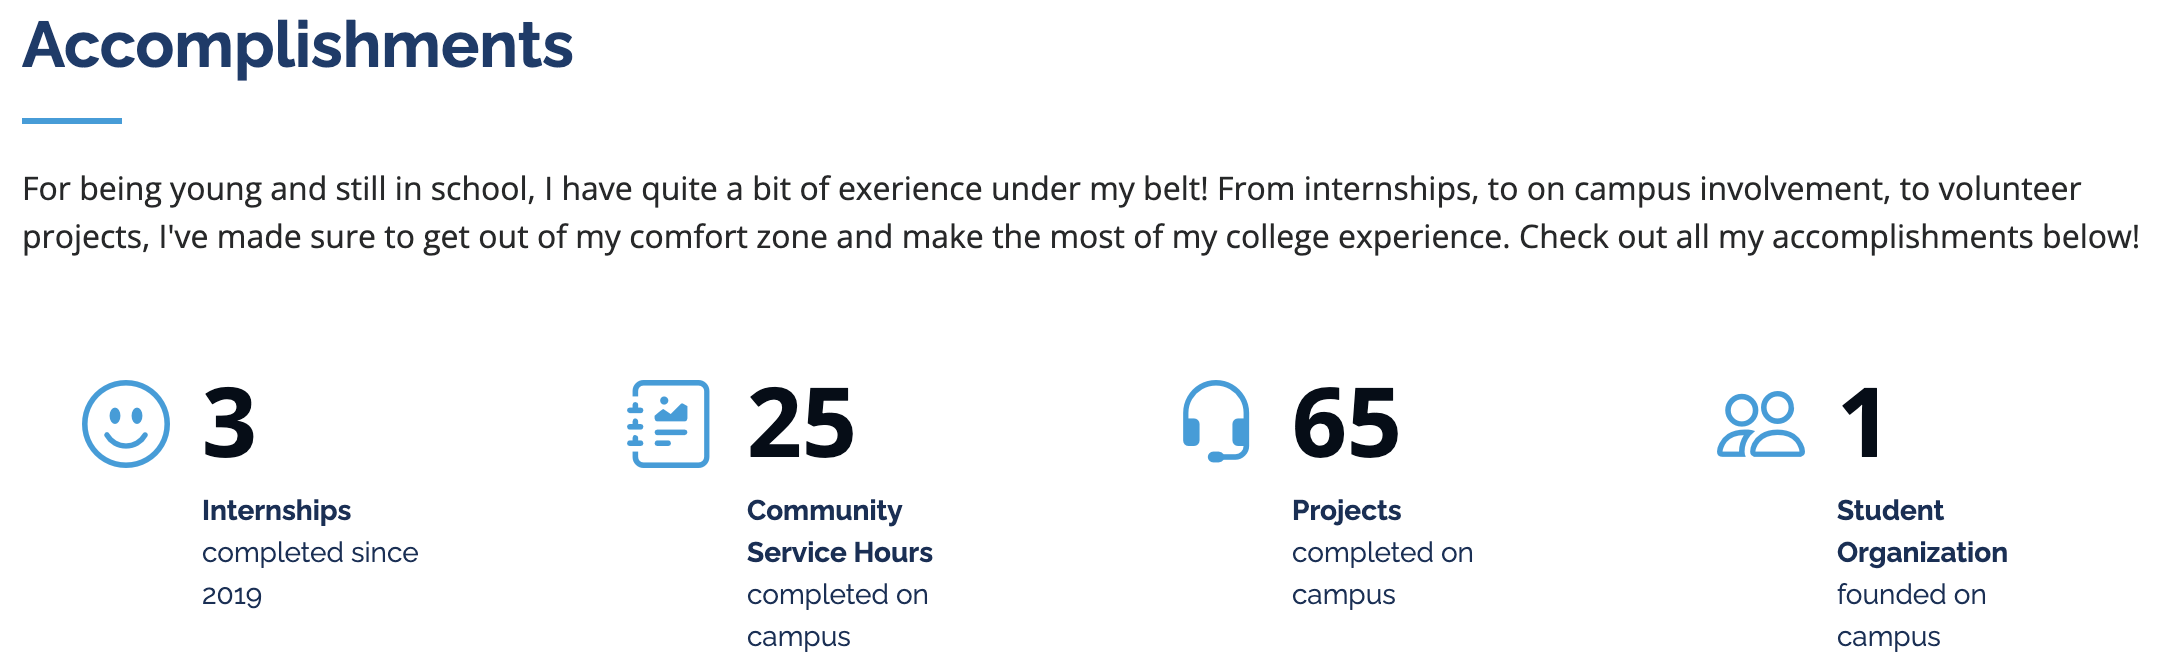 Accomplishments
For being young and still in school, I have quite a bit of exerience under my belt! From internships, to on campus involvement, to volunteer
projects, I've made sure to get out of my comfort zone and make the most of my college experience. Check out all my accomplishments below!
3
Internships
completed since
2019
25
Community
Service Hours
completed on
campus
65
Projects
completed on
campus
1
Student
Organization
founded on
campus